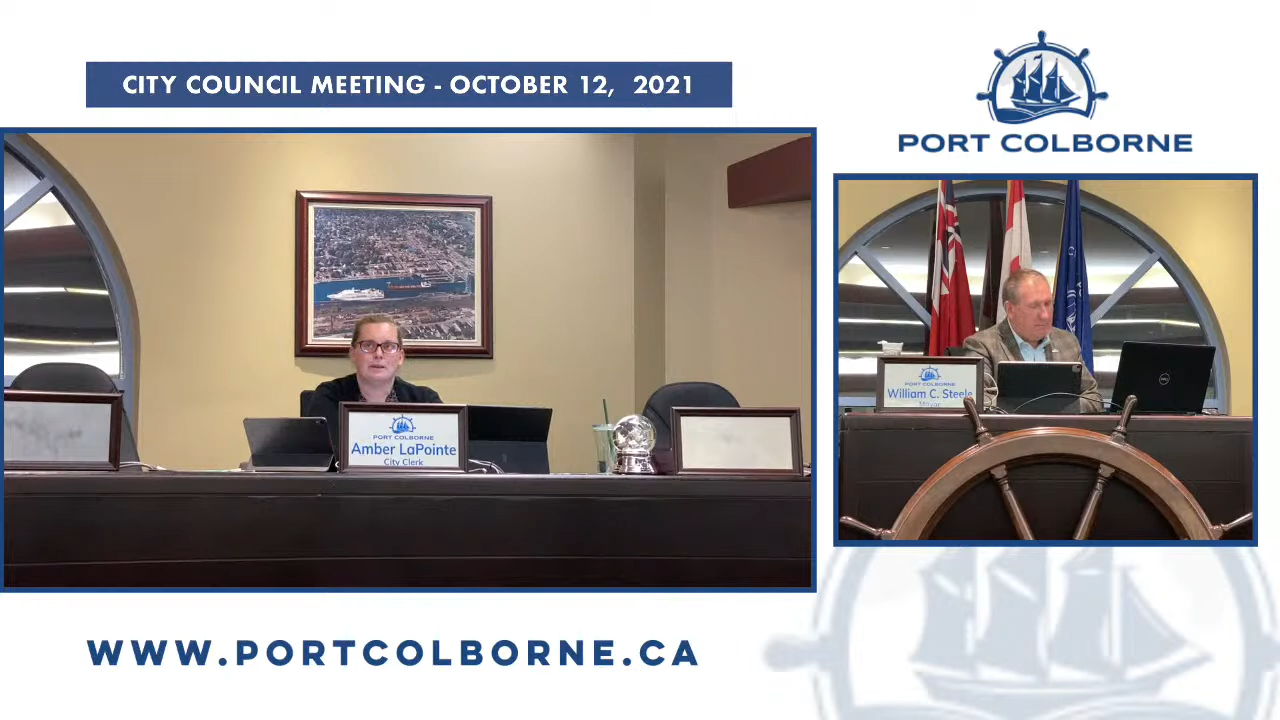 CITY COUNCIL MEETING - OCTOBER 12, 2021
PORT COLBORNE
PORT COLBORNE
Amber LaPointe
City Clerk
PORT COLBORNE
William C. Steele
Mayor
DELL
WWW.PORTCOLBORNE.CA